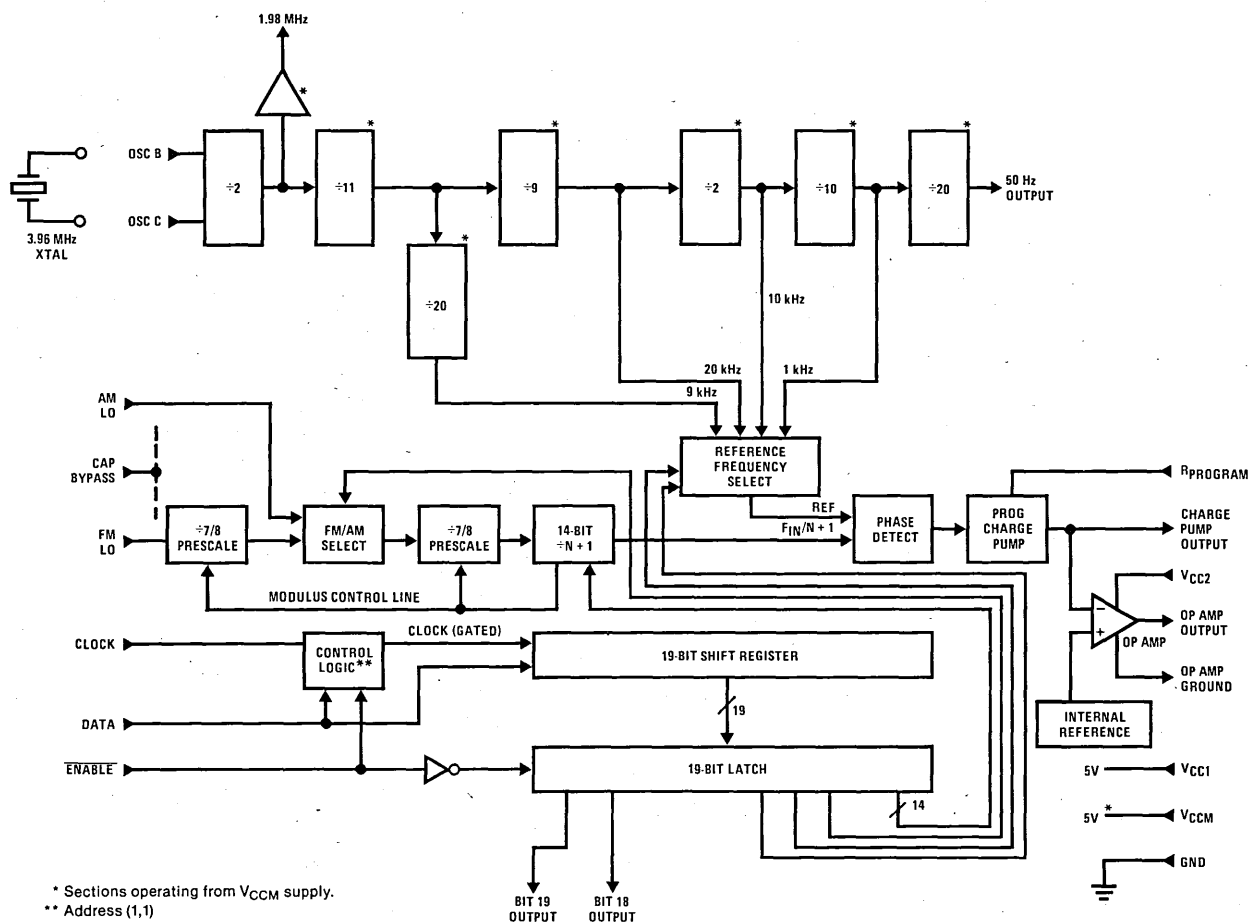 1.98 MHz
*
*
*
*
*
*
OSC B
÷2
÷11
÷9
÷2
÷10
÷20
50 Hz
OUTPUT
OSC C
3.96 MHz
XTAL
*
÷20
10 kHz
20 kHz
1 kHz
9 kHz
AM
LO
CAP
BYPASS
FM
LO
REFERENCE
FREQUENCY
SELECT
RPROGRAM
REF
FIN/N + 1
÷7/8
PRESCALE
FM/AM
SELECT
÷7/8
PRESCALE
14-BIT
÷N + 1
PHASE
DETECT
PROG
CHARGE
PUMP
CHARGE
PUMP
OUTPUT
VCC2
MODULUS CONTROL LINE
−
+
OP AMP
OP AMP
OUTPUT
OP AMP
GROUND
CLOCK
CLOCK (GATED)
CONTROL
LOGIC**
19-BIT SHIFT REGISTER
DATA
19
INTERNAL
REFERENCE
ENABLE
19-BIT LATCH
5V
VCC1
14
5V *
VCCM
GND
BIT 19
OUTPUT
BIT 18
OUTPUT
* Sections operating from VCCM supply.
** Address (1,1)